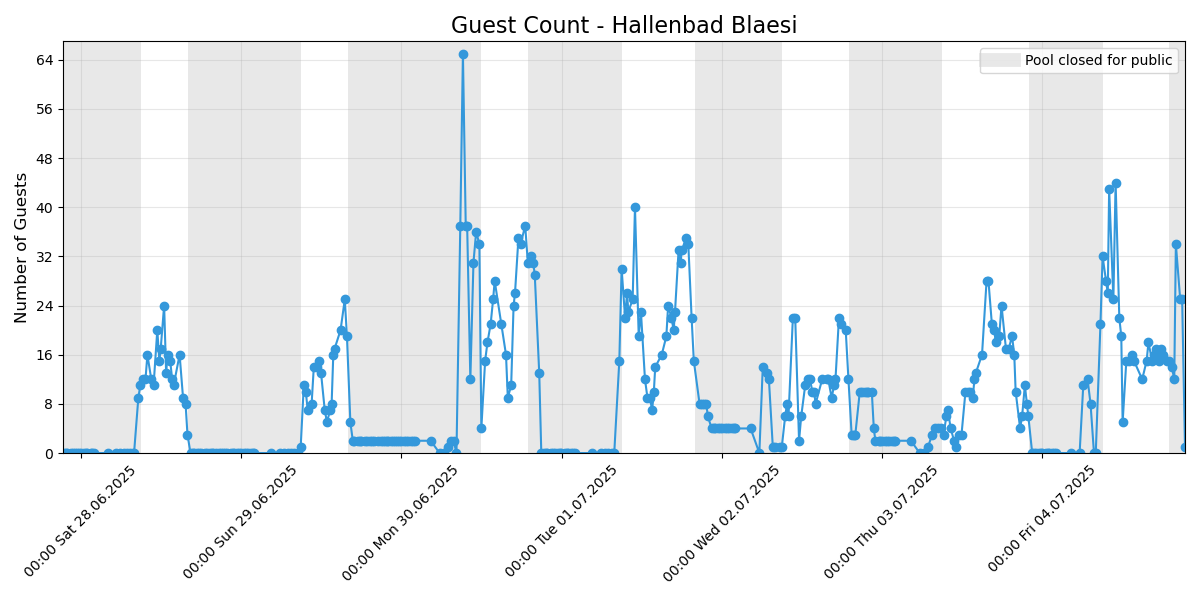 Guest Count - Hallenbad Blaesi
Pool closed for public
Number of Guests
64
56
48
40
32
24
16
8
0
00:00 Sat 28.06.2025
00:00 Sun 29.06.2025
00:00 Mon 30.06.2025
00:00 Tue 01.07.2025
00:00 Wed 02.07.2025
00:00 Thu 03.07.2025
00:00 Fri 04.07.2025